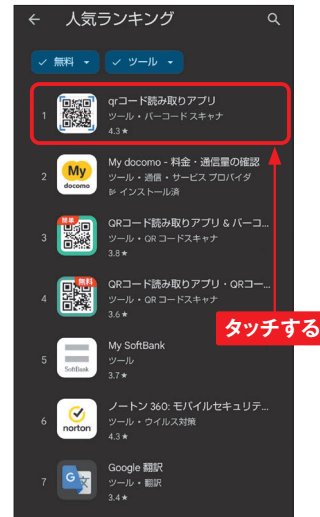 ← 人気ランキング
✓ 無料 ▾ ✓ ツール ▾
1
qrコード読み取りアプリ
ツール・バーコード スキャナ
4.3★
2
My
docomo
My docomo - 料金・通信量の確認
ツール・通信・サービス プロバイダ
インストール済
3
簡単
QRコード読み取りアプリ & バーコ...
ツール・QR コードスキャナ
3.8★
4
無料
QRコード読み取りアプリ・QRコー...
ツール・QR コードスキャナ
3.6★
タッチする
5
SoftBank
My SoftBank
ツール
3.7★
6
norton
ノートン 360: モバイルセキュリテ...
ツール・ウイルス対策
4.3★
7
G 文
Google 翻訳
ツール・翻訳
3.4★